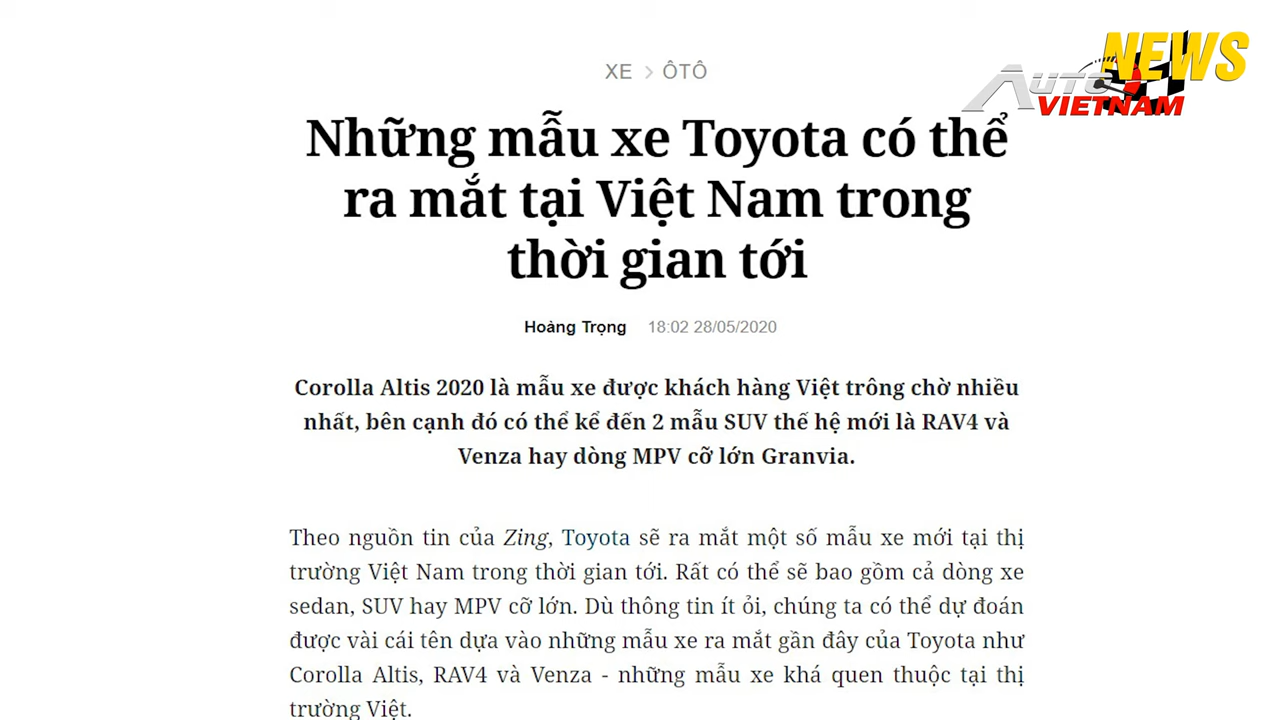 NEWS
AUTO
VIETNAM
XE > ÔTÔ
Những mẫu xe Toyota có thể
ra mắt tại Việt Nam trong
thời gian tới
Hoàng Trọng 18:02 28/05/2020
Corolla Altis 2020 là mẫu xe được khách hàng Việt trông chờ nhiều
nhất, bên cạnh đó có thể kể đến 2 mẫu SUV thế hệ mới là RAV4 và
Venza hay dòng MPV cỡ lớn Granvia.
Theo nguồn tin của Zing, Toyota sẽ ra mắt một số mẫu xe mới tại thị
trường Việt Nam trong thời gian tới. Rất có thể sẽ bao gồm cả dòng xe
sedan, SUV hay MPV cỡ lớn. Dù thông tin ít ỏi, chúng ta có thể dự đoán
được vài cái tên dựa vào những mẫu xe ra mắt gần đây của Toyota như
Corolla Altis, RAV4 và Venza - những mẫu xe khá quen thuộc tại thị
trường Việt.